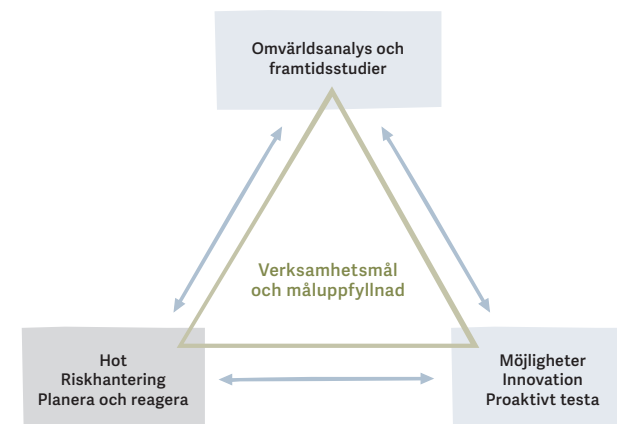 Omvärldsanalys och
framtidsstudier
Verksamhetsmål
och måluppfyllnad
Hot
Riskhantering
Planera och reagera
Möjligheter
Innovation
Proaktivt testa